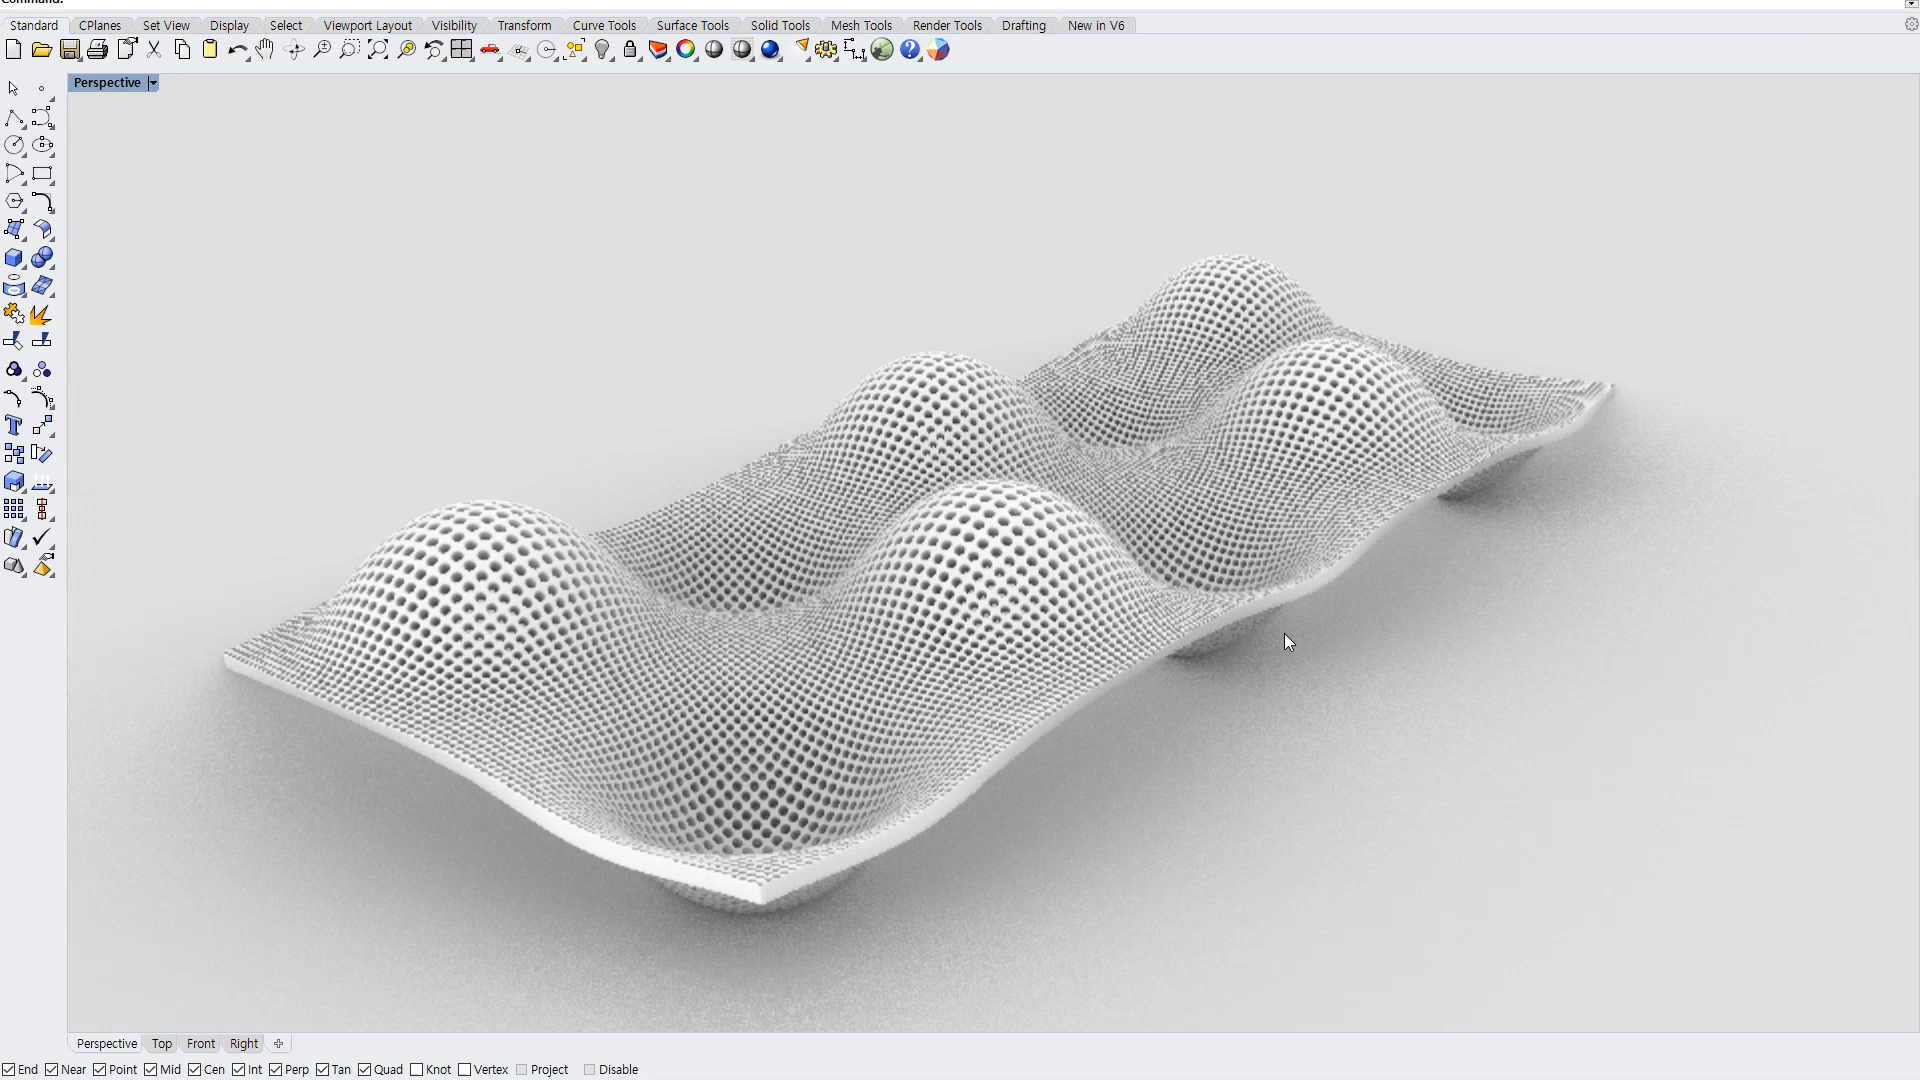 Command:
Standard CPlanes Set View Display Select Viewport Layout Visibility Transform Curve Tools Surface Tools Solid Tools Mesh Tools Render Tools Drafting New in V6
Perspective
Perspective Top Front Right
End Near Point Mid Cen Int Perp Tan Quad Knot Vertex Project Disable